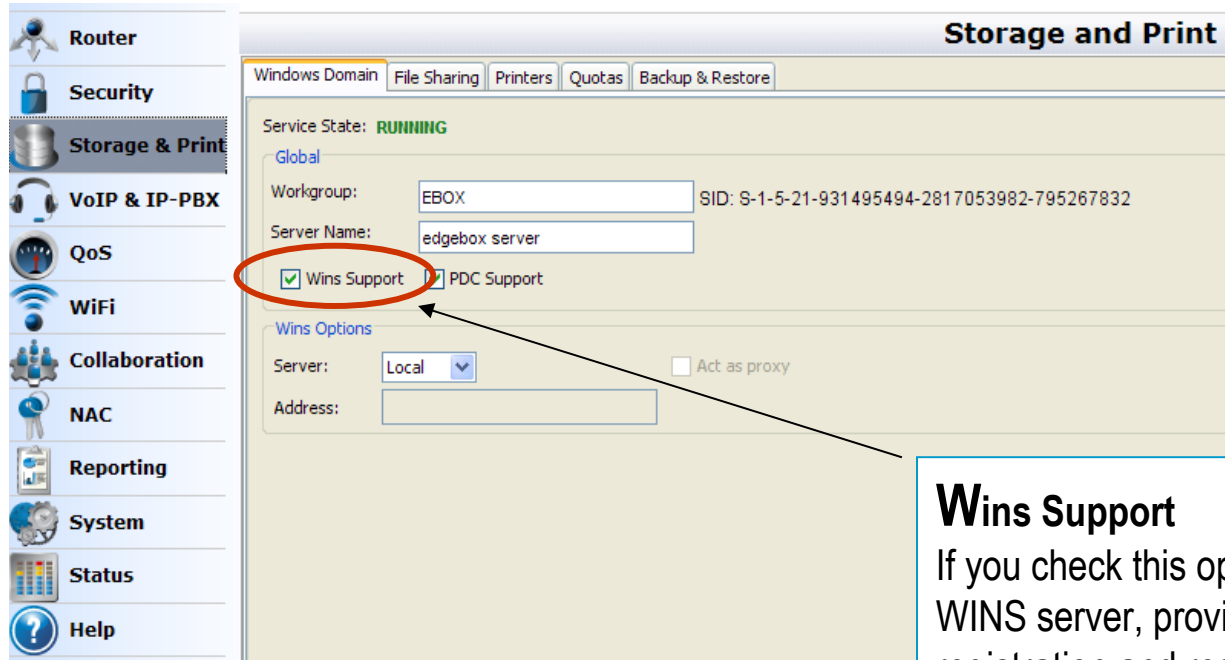 Router
Security
Storage & Print
VoIP & IP-PBX
QoS
WiFi
Collaboration
NAC
Reporting
System
Status
Help
Storage and Print
Windows Domain File Sharing Printers Quotas Backup & Restore
Service State: RUNNING
Global
Workgroup: EBOX SID: S-1-5-21-931495494-2817053982-795267832
Server Name: edgebox server
Wins Support PDC Support
Wins Options
Server: Local Act as proxy
Address:
Wins Support
If you check this
WINS server,